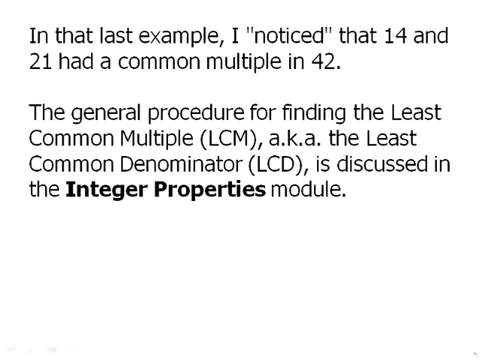 In that last example, I "noticed" that 14 and
21 had a common multiple in 42.
The general procedure for finding the Least
Common Multiple (LCM), a.k.a. the Least
Common Denominator (LCD), is discussed in
the Integer Properties module.